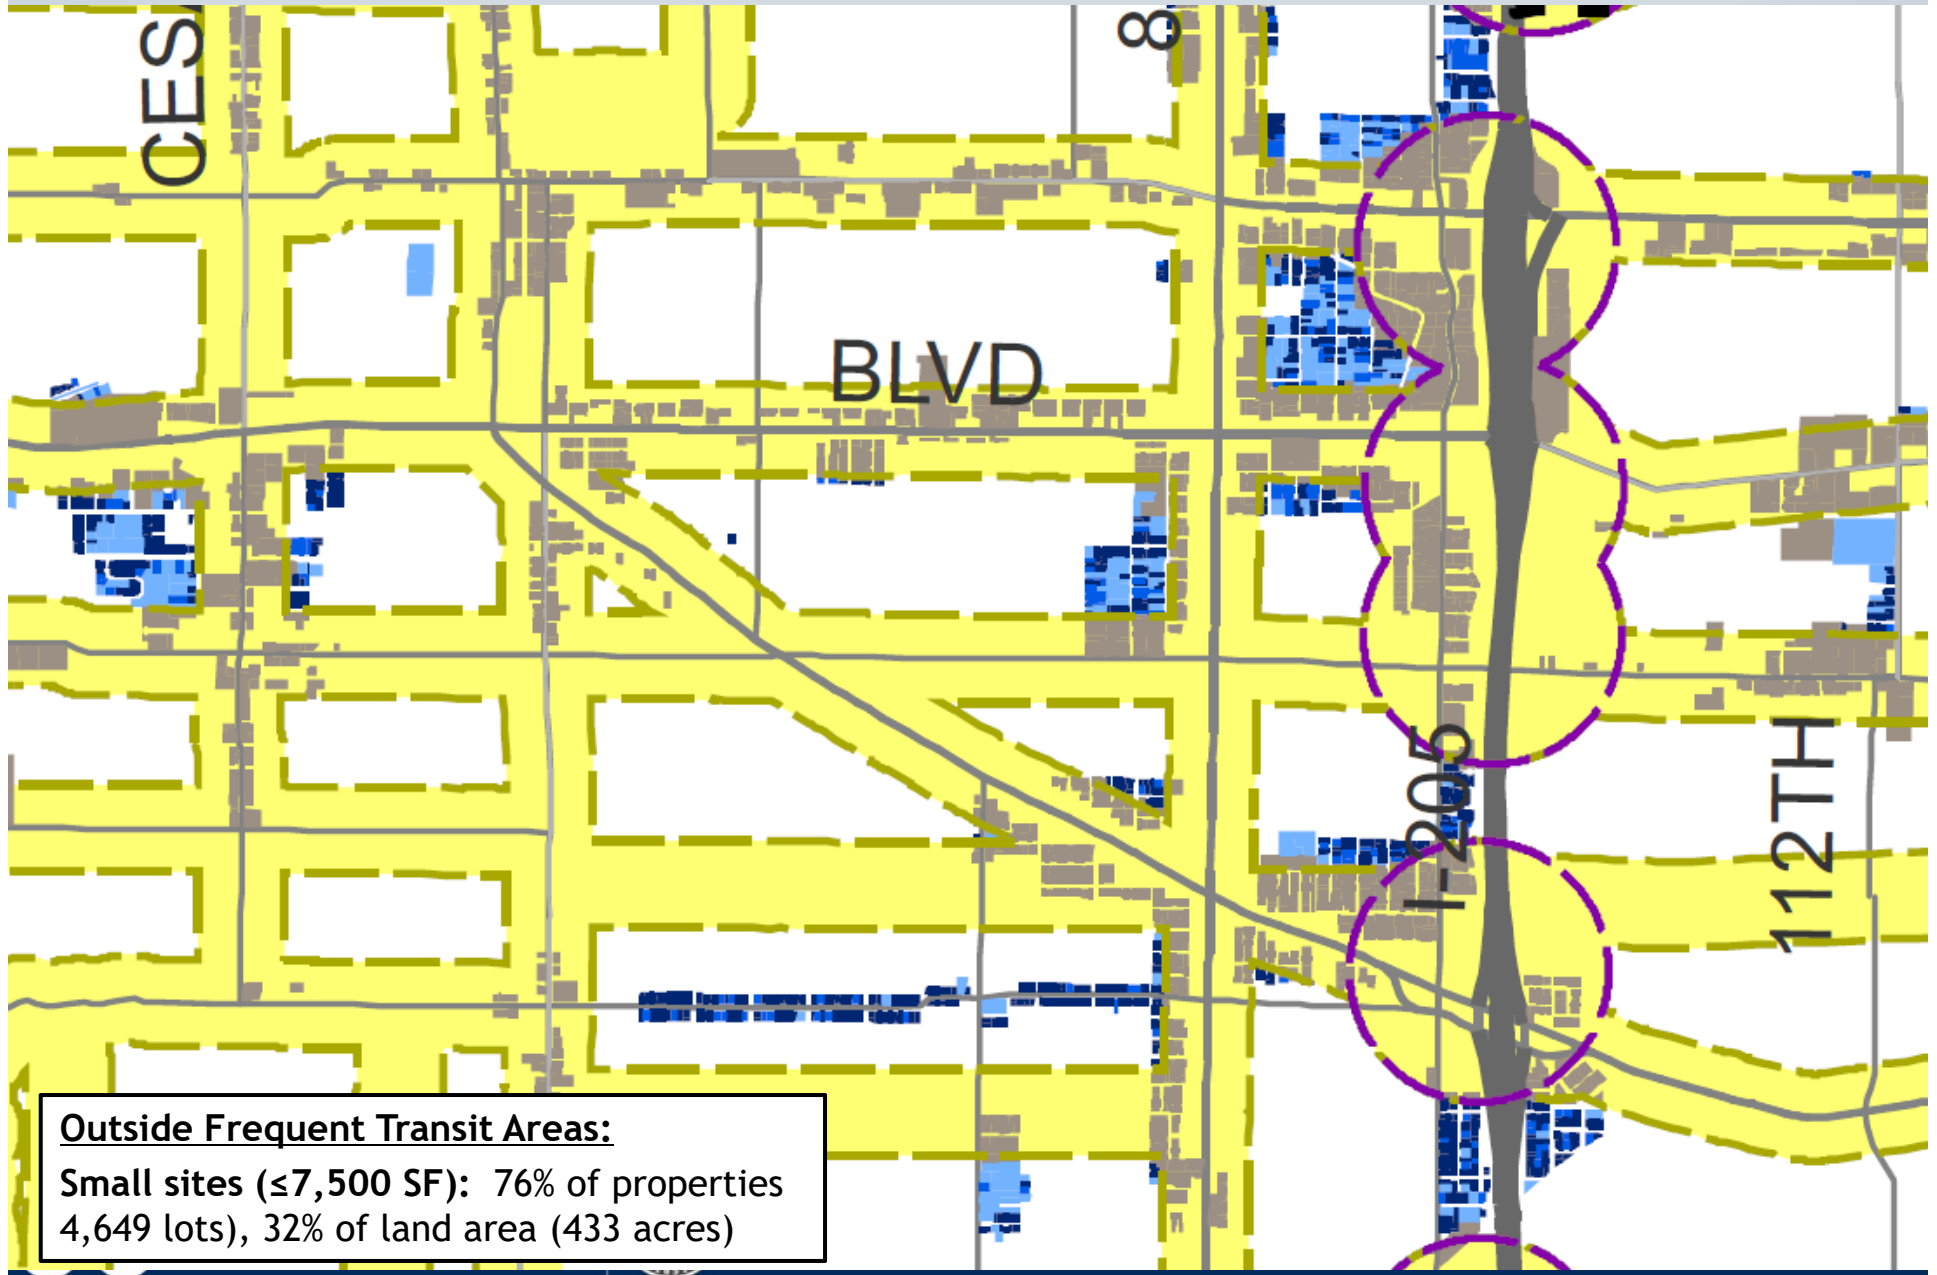 CES
8
BLVD
I-205
112TH
Outside Frequent Transit Areas:
Small sites (≤7,500 SF):  76% of properties
4,649 lots), 32% of land area (433 acres)